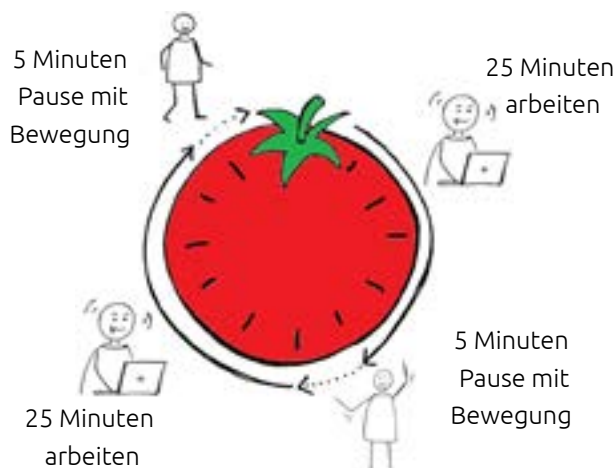 5 Minuten
Pause mit
Bewegung
25 Minuten
arbeiten
5 Minuten
Pause mit
Bewegung
25 Minuten
arbeiten